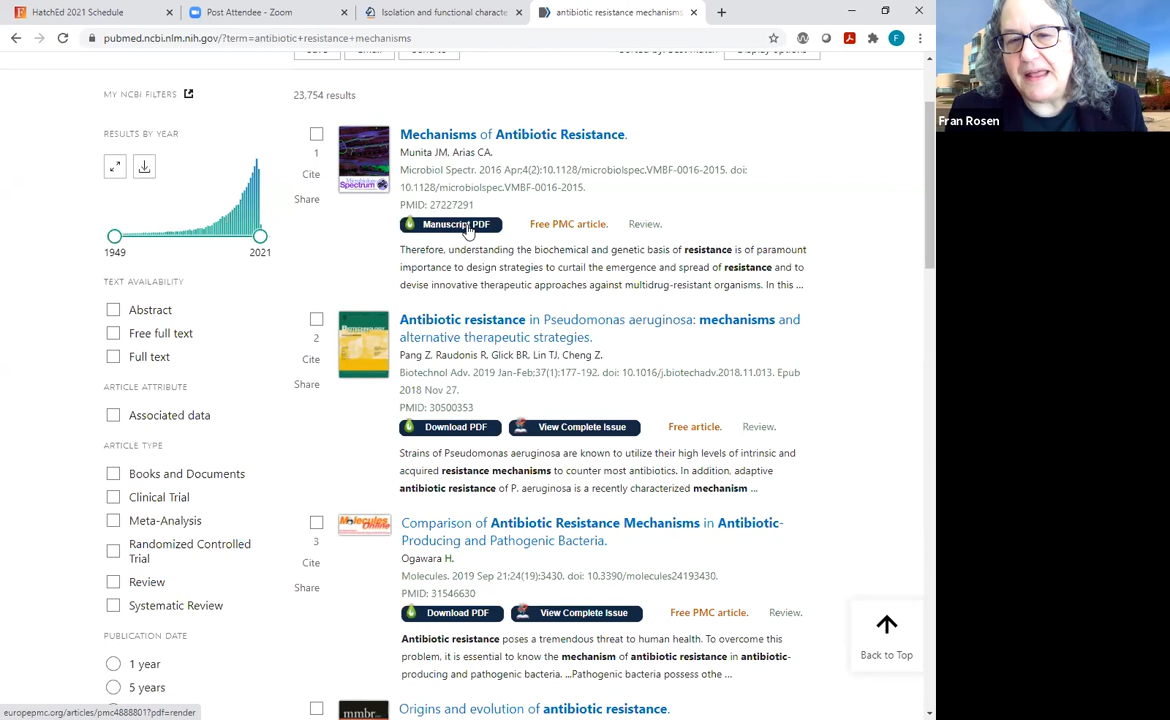 HatchEd 2021 Schedule
Post Attendee - Zoom
Isolation and functional characte
antibiotic resistance mechanisms
pubmed.ncbi.nlm.nih.gov/?term=antibiotic+resistance+mechanisms
F
MY NCBI FILTERS
23,754 results
RESULTS BY YEAR
1949
2021
TEXT AVAILABILITY
Abstract
Free full text
Full text
ARTICLE ATTRIBUTE
Associated data
ARTICLE TYPE
Books and Documents
Clinical Trial
Meta-Analysis
Randomized Controlled
Trial
Review
Systematic Review
PUBLICATION DATE
1 year
5 years
1
Cite
Share
Spectrum
Mechanisms of Antibiotic Resistance.
Munita JM, Arias CA.
Microbiol Spectr. 2016 Apr;4(2):10.1128/microbiolspec.VMBF-0016-2015. doi:
10.1128/microbiolspec.VMBF-0016-2015.
PMID: 27227291
Manuscript PDF
Free PMC article.
Review.
Therefore, understanding the biochemical and genetic basis of resistance is of paramount
importance to design strategies to curtail the emergence and spread of resistance and to
devise innovative therapeutic approaches against multidrug-resistant organisms. In this ...
2
Cite
Share
Antibiotic resistance in Pseudomonas aeruginosa: mechanisms and
alternative therapeutic strategies.
Pang Z, Raudonis R, Glick BR, Lin TJ, Cheng Z.
Biotechnol Adv. 2019 Jan-Feb;37(1):177-192. doi: 10.1016/j.biotechadv.2018.11.013. Epub
2018 Nov 27.
PMID: 30500353
Download PDF
View Complete Issue
Free article.
Review.
Strains of Pseudomonas aeruginosa are known to utilize their high levels of intrinsic and
acquired resistance mechanisms to counter most antibiotics. In addition, adaptive
antibiotic resistance of P. aeruginosa is a recently characterized mechanism ...
3
Cite
Share
Molecules Online
Comparison of Antibiotic Resistance Mechanisms in Antibiotic-
Producing and Pathogenic Bacteria.
Ogawara H.
Molecules. 2019 Sep 21;24(19):3430. doi: 10.3390/molecules24193430.
PMID: 31546630
Download PDF
View Complete Issue
Free PMC article.
Review.
Antibiotic resistance poses a tremendous threat to human health. To overcome this
problem, it is essential to know the mechanism of antibiotic resistance in antibiotic-
producing and pathogenic bacteria. ...Pathogenic bacteria possess othe ...
mmbr
Origins and evolution of antibiotic resistance.
Back to Top
europepmc.org/articles/pmc4888801?pdf=render
Fran Rosen